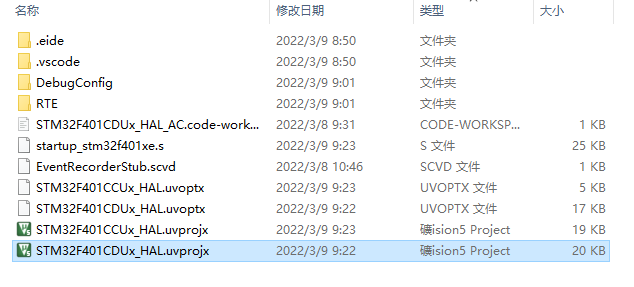 名称 修改日期 类型 大小
.eide 2022/3/9 8:50 文件夹
.vscode 2022/3/9 8:50 文件夹
DebugConfig 2022/3/9 9:01 文件夹
RTE 2022/3/9 9:01 文件夹
STM32F401CDUx_HAL_AC.code-work... 2022/3/8 9:31 CODE-WORKSP... 1 KB
startup_stm32f401xe.s 2022/3/9 9:23 S 文件 25 KB
EventRecorderStub.scvd 2022/3/8 10:46 SCVD 文件 1 KB
STM32F401CCUx_HAL.uvoptx 2022/3/9 9:23 UVOPTX 文件 5 KB
STM32F401CDUx_HAL.uvoptx 2022/3/9 9:22 UVOPTX 文件 17 KB
STM32F401CCUx_HAL.uvprojx 2022/3/9 9:23 礦ision5 Project 19 KB
STM32F401CDUx_HAL.uvprojx 2022/3/9 9:22 礦ision5 Project 20 KB